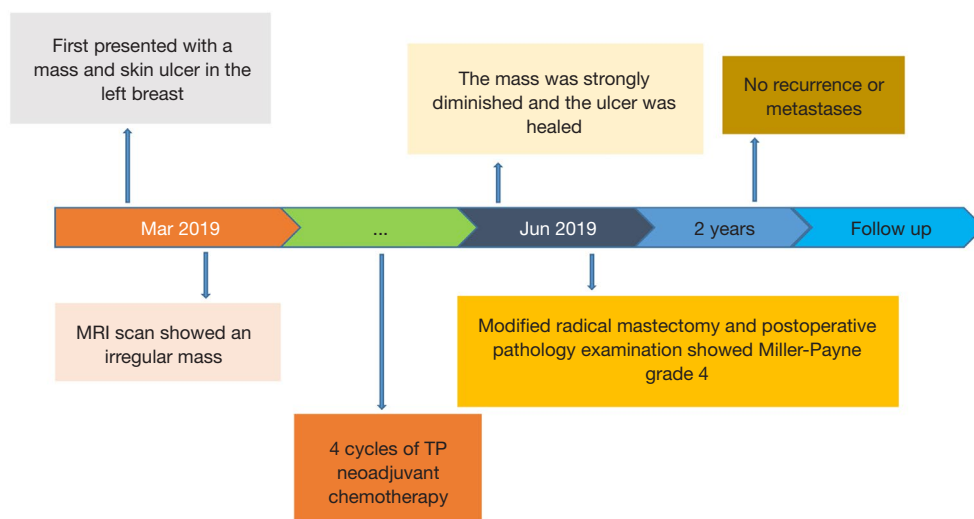 First presented with a
mass and skin ulcer in the
left breast
The mass was strongly
diminished and the ulcer was
healed
No recurrence or
metastases
Mar 2019
...
Jun 2019
2 years
Follow up
MRI scan showed an
irregular mass
Modified radical mastectomy and postoperative
pathology examination showed Miller-Payne
grade 4
4 cycles of TP
neoadjuvant
chemotherapy